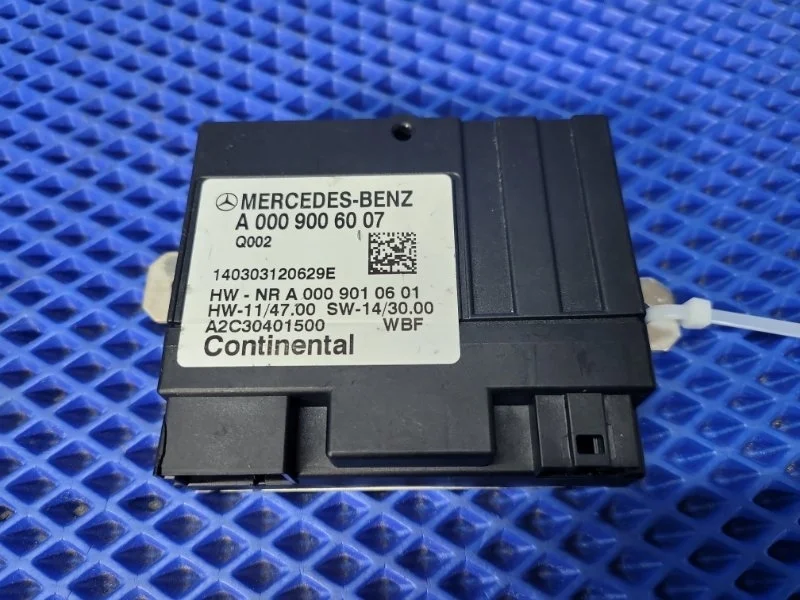 MERCEDES-BENZ
A 000 900 60 07
Q002
140303120629E
HW - NR A 000 901 06 01
HW-11/47.00 SW-14/30.00
A2C30401500 WBF
Continental